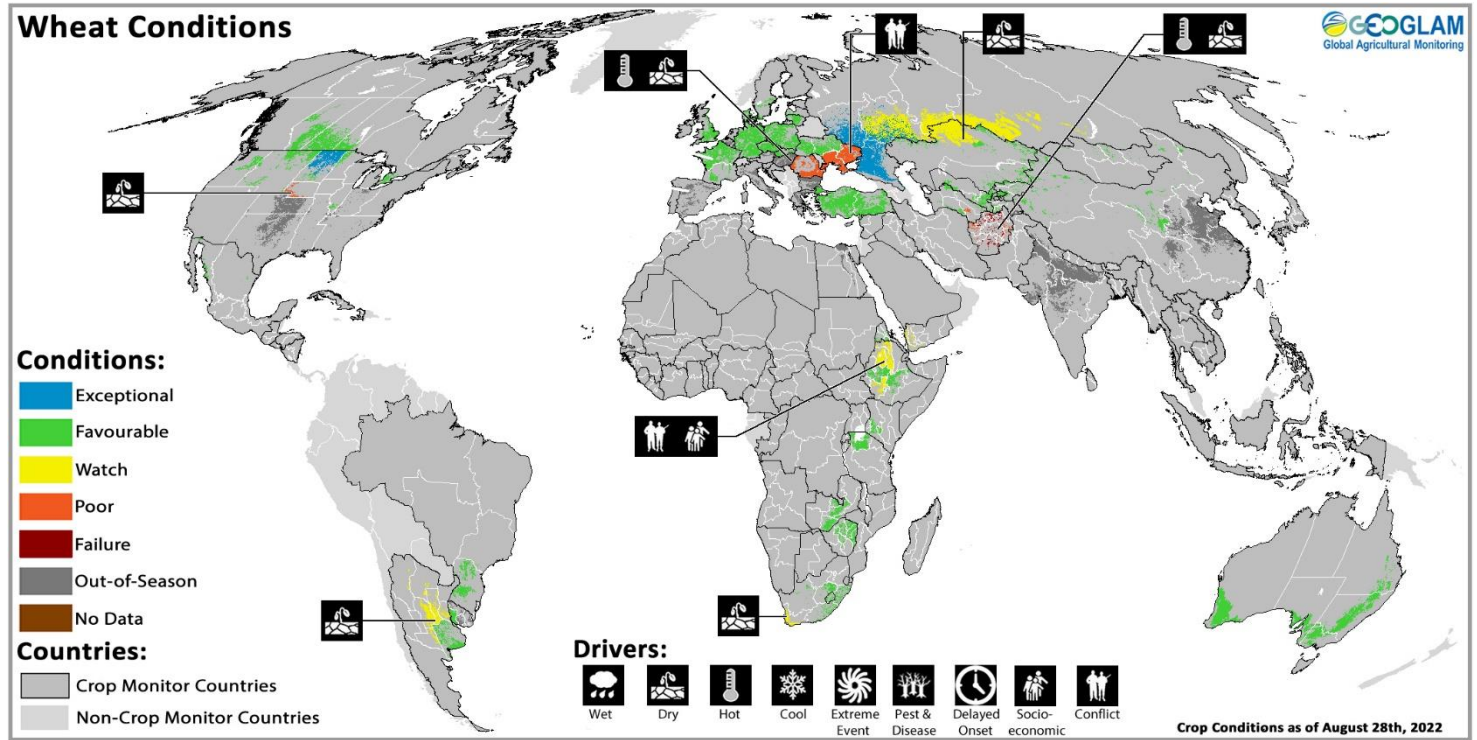 Wheat Conditions
GEOGLAM
Global Agricultural Monitoring
Conditions:
Exceptional
Favourable
Watch
Poor
Failure
Out-of-Season
No Data
Countries:
Crop Monitor Countries
Non-Crop Monitor Countries
Drivers:
Wet
Dry
Hot
Cool
Extreme
Event
Pest &
Disease
Delayed
Onset
Socio-
economic
Conflict
Crop Conditions as of August 28th, 2022